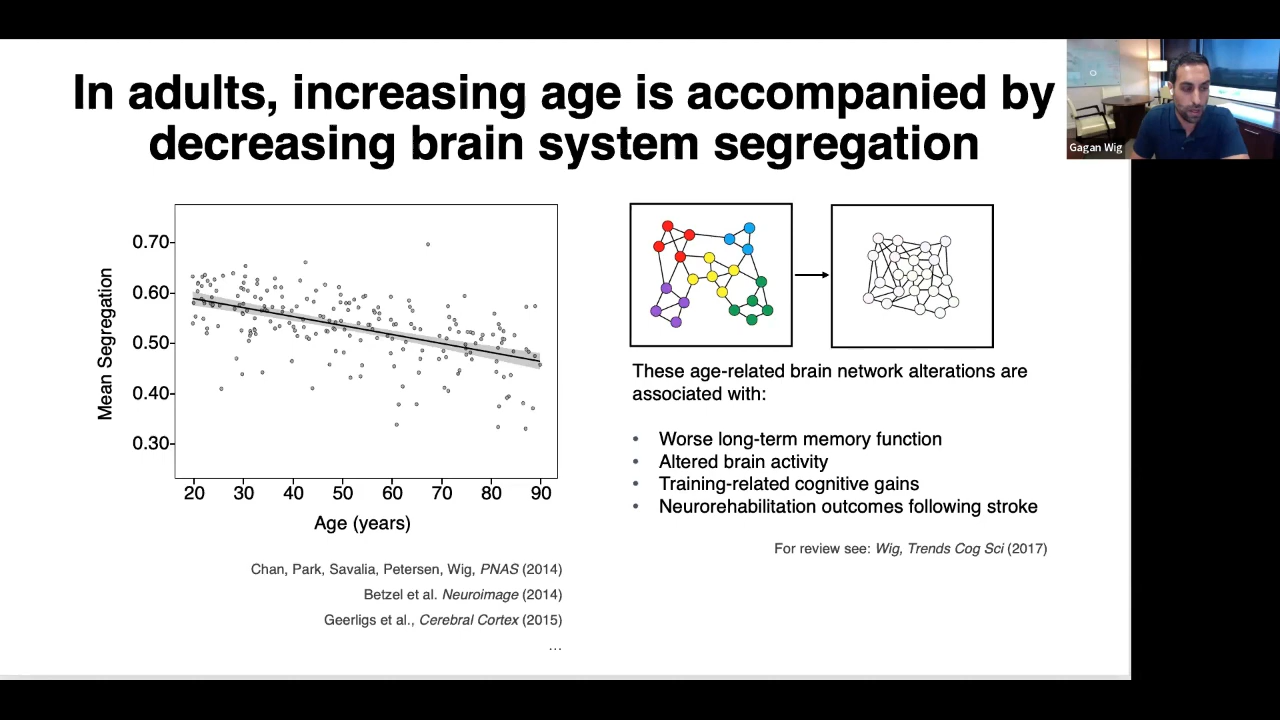 In adults, increasing age is accompanied by
decreasing brain system segregation
Gagan Wig
0.70
0.60
0.50
0.40
0.30
Mean Segregation
20 30 40 50 60 70 80 90
Age (years)
Chan, Park, Savalia, Petersen, Wig, PNAS (2014)
Betzel et al. Neuroimage (2014)
Geerligs et al., Cerebral Cortex (2015)
...
These age-related brain network alterations are
associated with:
• Worse long-term memory function
• Altered brain activity
• Training-related cognitive gains
• Neurorehabilitation outcomes following stroke
For review see: Wig, Trends Cog Sci (2017)